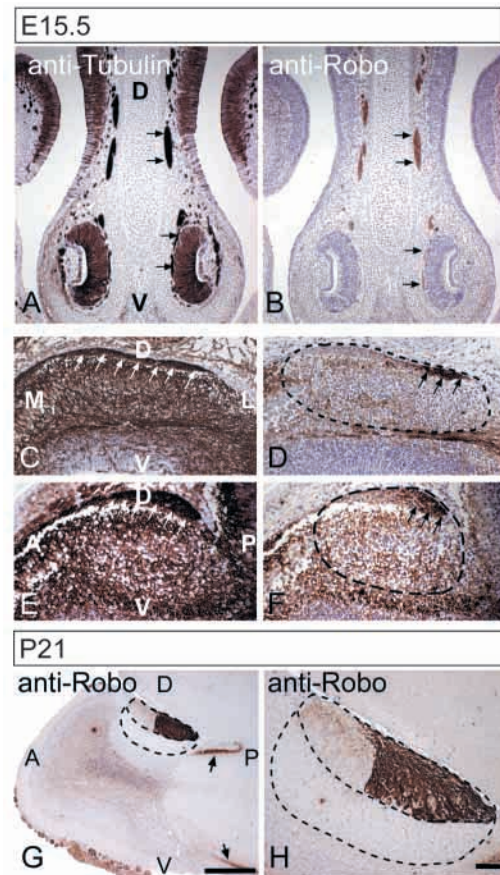 E15.5
anti-Tubulin anti-Robo
D
A V B
D
M L
C V D
D
A P
E V F
P21
anti-Robo D anti-Robo
A P
G V H